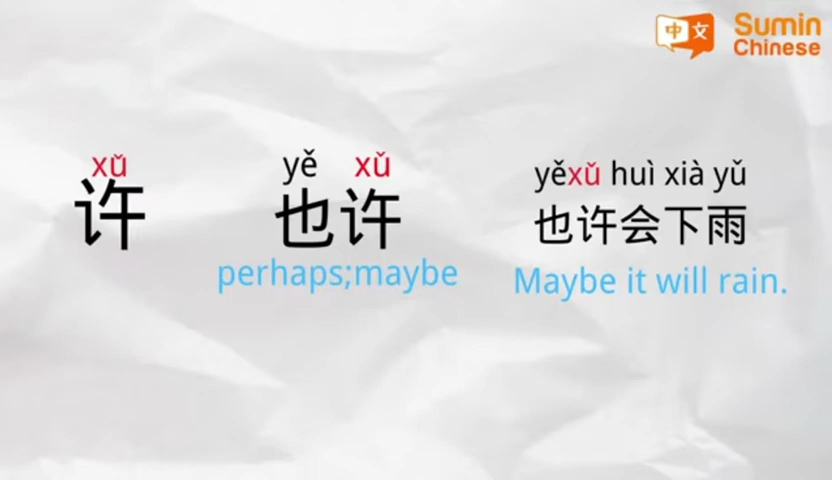 中文
Sumin
Chinese
xǔ
许
yě xǔ
也许
perhaps;maybe
yěxǔ huì xià yǔ
也许会下雨
Maybe it will rain.